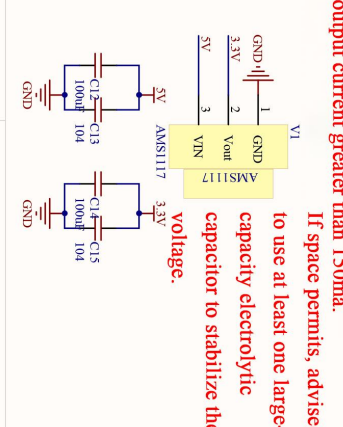 output current greater than 150ma.
If space permits, advise
to use at least one large-
capacity electrolytic
capacitor to stabilize the
voltage.
V1
GND
1
GND
3.3V
2
Vout
5V
3
VIN
AMS1117
AMS1117
5V
C12
C13
100uF
104
GND
3.3V
C14
C15
100uF
104
GND